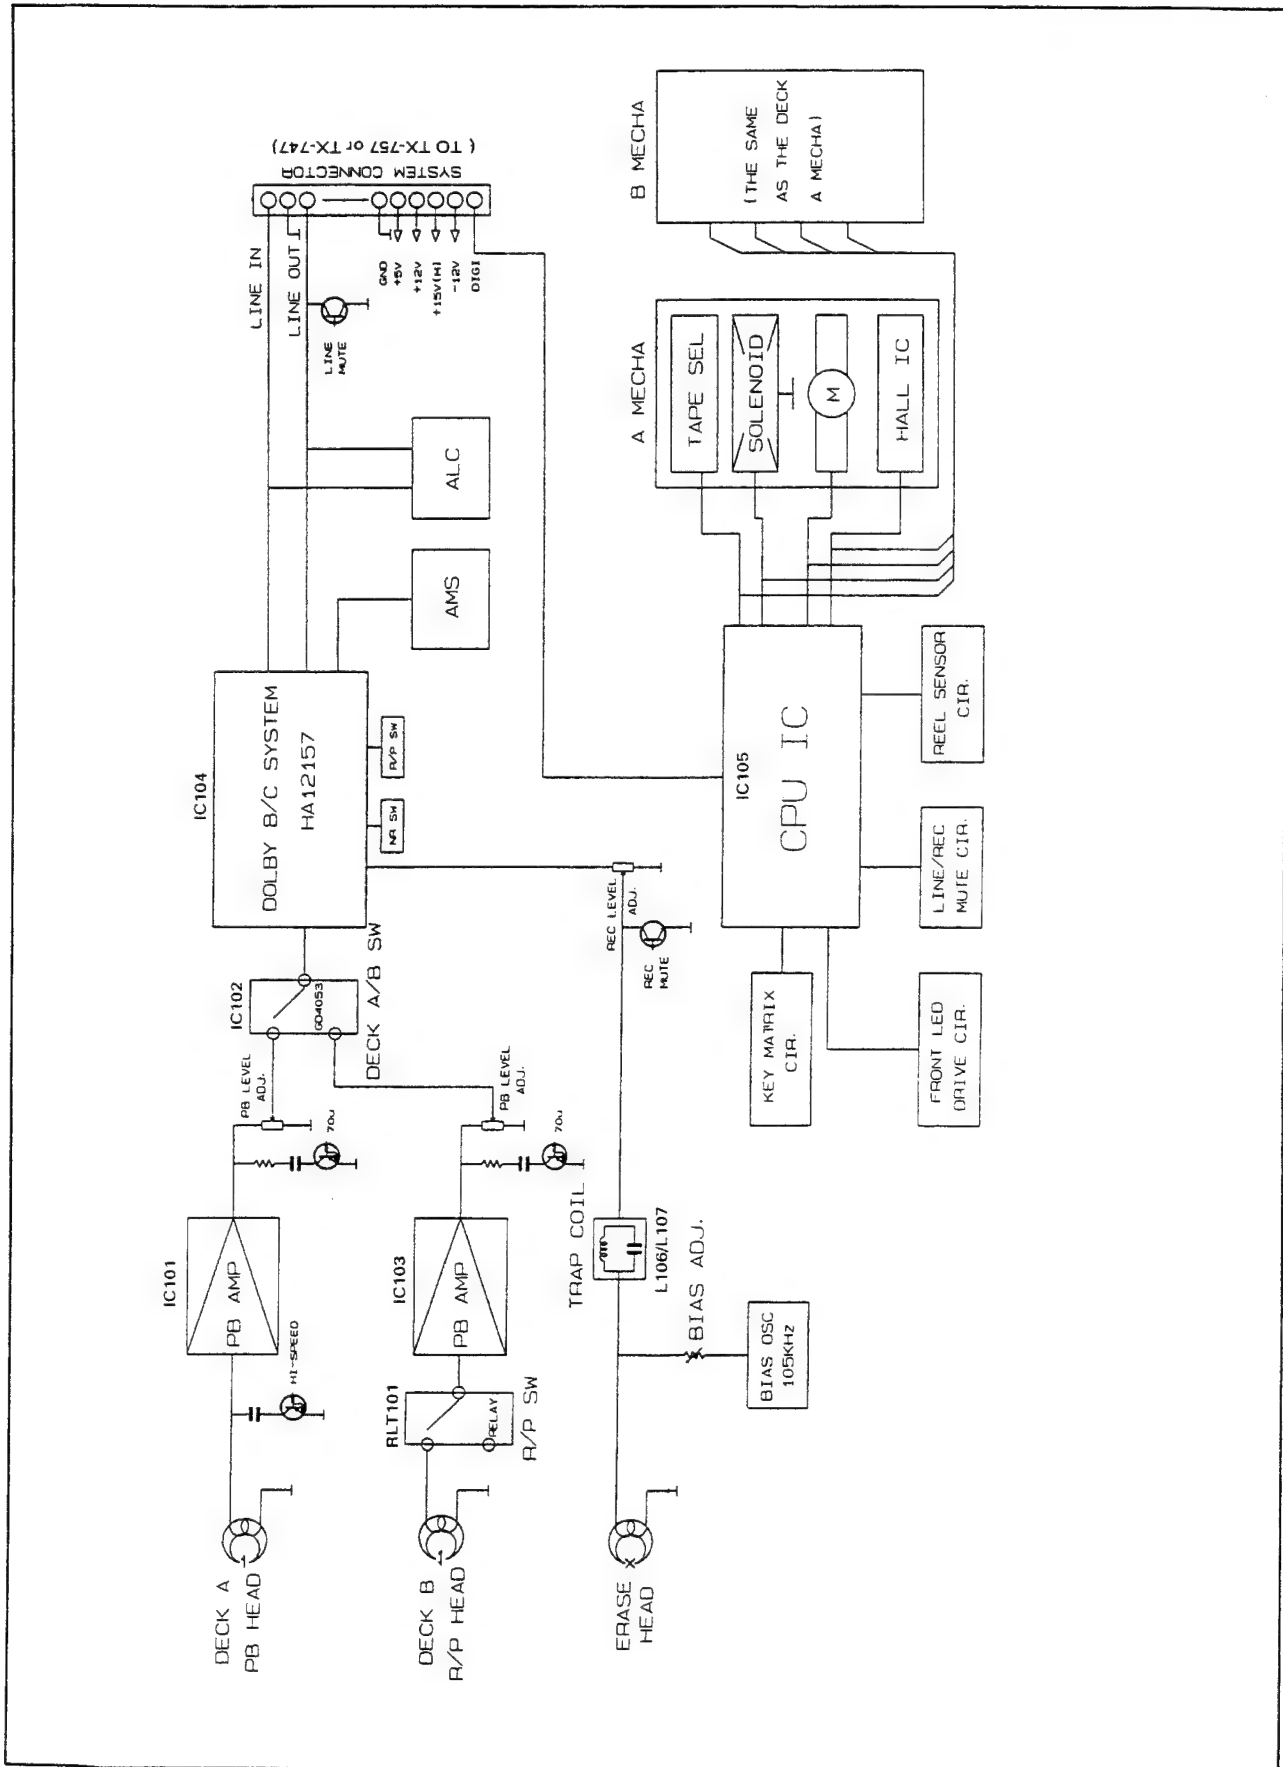 DECK A
PB HEAD
HI-SPEED
IC101
PB AMP
70u
PB LEVEL
ADJ.
IC102
GD4053
DECK A/B SW
IC104
DOLBY B/C SYSTEM
HA12157
NR SW
R/P SW
AMS
ALC
LINE IN
LINE OUT
LINE
MUTE
SYSTEM CONNECTOR
( TO TX-757 or TX-747)
GND
+5V
+12V
+15V(M)
-12V
DIGI
DECK B
R/P HEAD
RLT101
RELAY
R/P SW
IC103
PB AMP
70u
PB LEVEL
ADJ.
ERASE
HEAD
TRAP COIL
L106/L107
BIAS ADJ.
BIAS OSC
105KHz
REC LEVEL
ADJ.
REC
MUTE
IC105
CPU IC
KEY MATRIX
CIR.
FRONT LED
DRIVE CIR.
LINE/REC
MUTE CIR.
REEL SENSOR
CIR.
A MECHA
TAPE SEL
SOLENOID
M
HALL IC
B MECHA
(THE SAME
AS THE DECK
A MECHA)